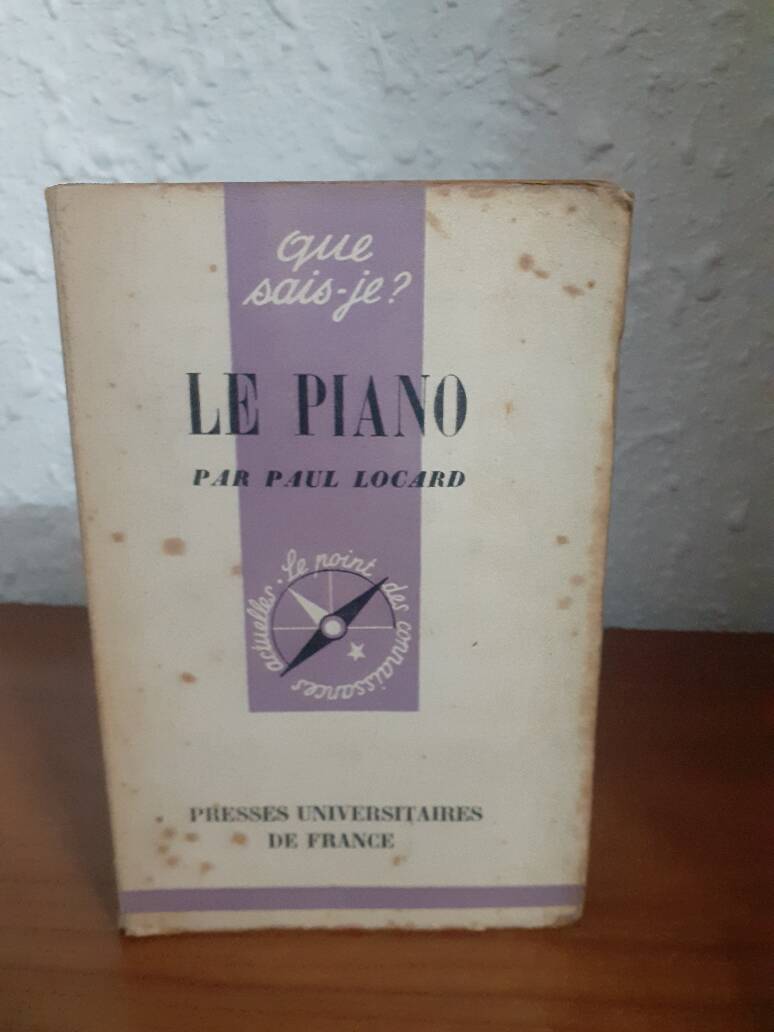 que
sais-je?
LE PIANO
PAR PAUL LOCARD
Le point des connaissances actuelles.
PRESSES UNIVERSITAIRES
DE FRANCE